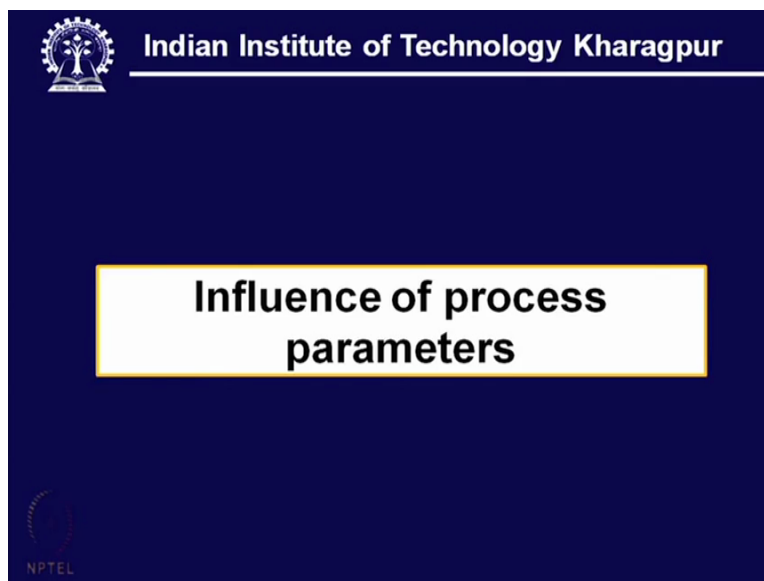 Indian Institute of Technology Kharagpur
Influence of process
parameters
NPTEL